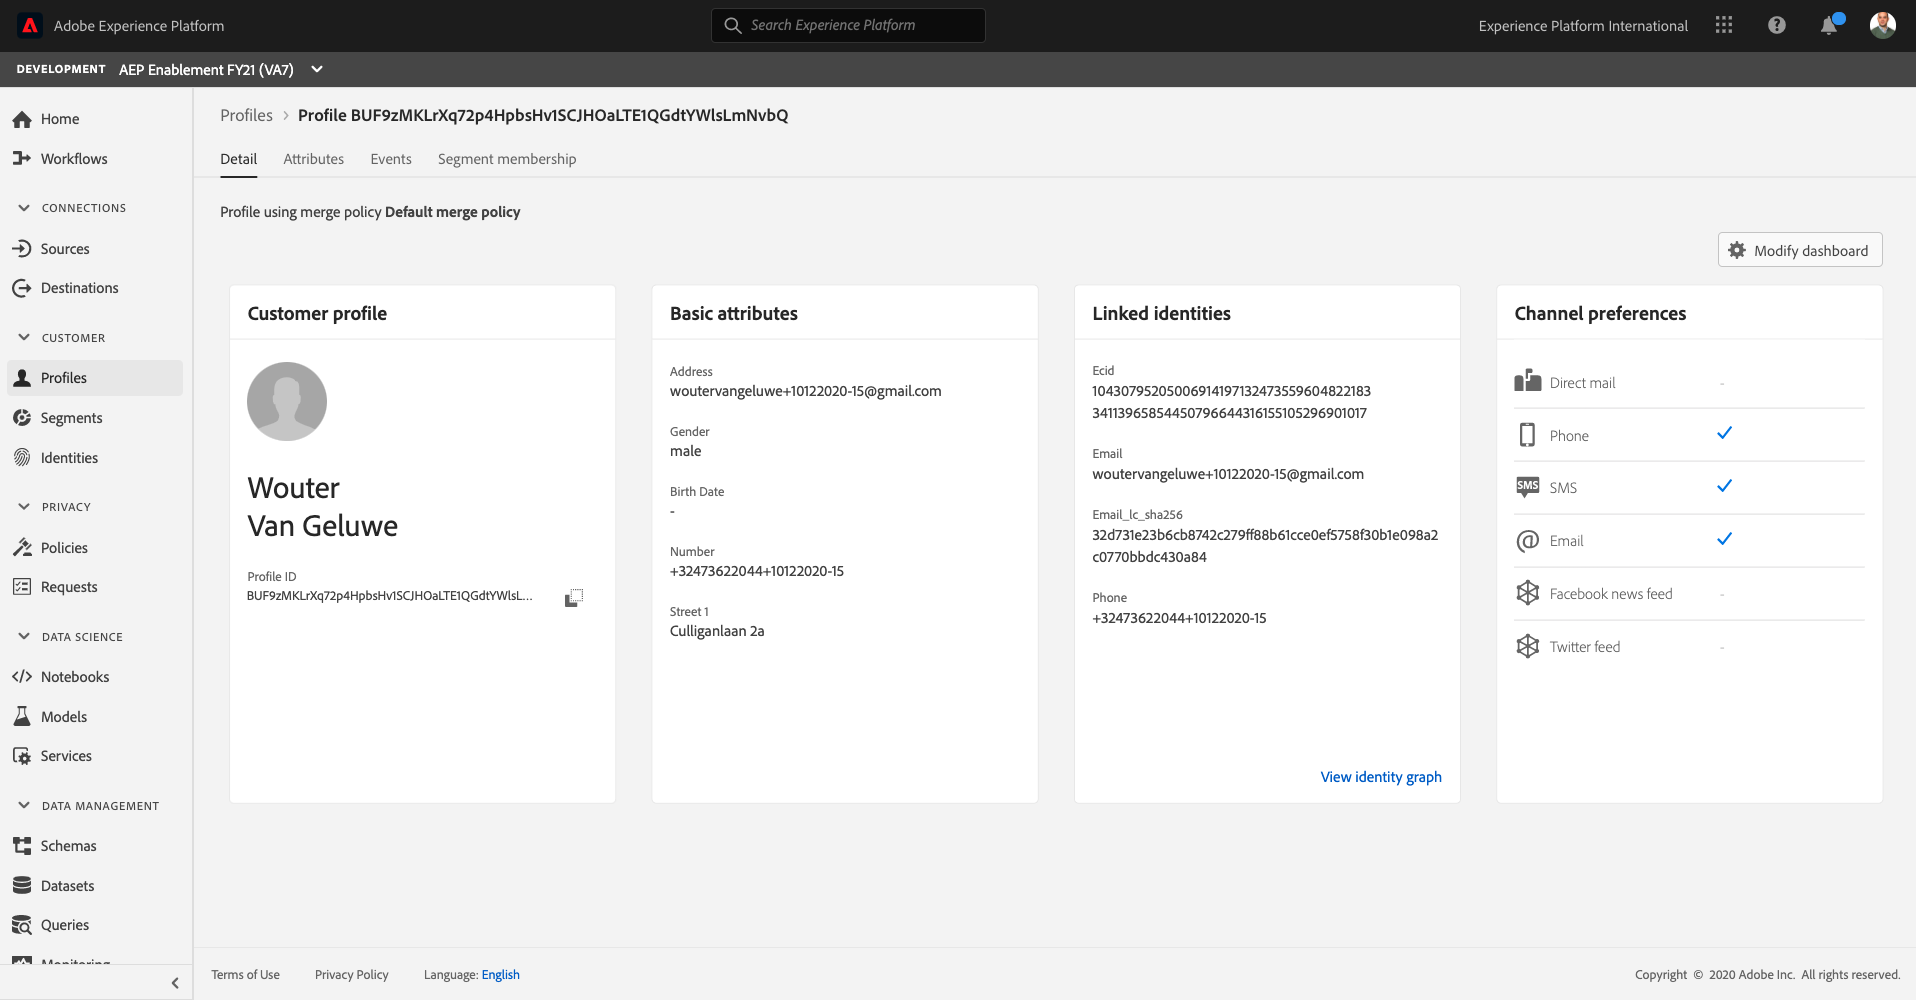 Adobe Experience Platform
Search Experience Platform
Experience Platform International
DEVELOPMENT AEP Enablement FY21 (VA7)
Home
Workflows
CONNECTIONS
Sources
Destinations
CUSTOMER
Profiles
Segments
Identities
PRIVACY
Policies
Requests
DATA SCIENCE
Notebooks
Models
Services
DATA MANAGEMENT
Schemas
Datasets
Queries
Monitoring
Profiles > Profile BUF9zMKLrXq72p4HpbsHv1SCJHOaLTE1QGdtYWlsLmNvbQ
Detail Attributes Events Segment membership
Profile using merge policy Default merge policy
Modify dashboard
Customer profile
Wouter
Van Geluwe
Profile ID
BUF9zMKLrXq72p4HpbsHv1SCJHOaLTE1QGdtYWlsL...
Basic attributes
Address
woutervangeluwe+10122020-15@gmail.com
Gender
male
Birth Date
-
Number
+32473622044+10122020-15
Street 1
Culliganlaan 2a
Linked identities
Ecid
10430795205006914197132473559604822183
34113965854450796644316155105296901017
Email
woutervangeluwe+10122020-15@gmail.com
Email_lc_sha256
32d731e23b6cb8742c279ff88b61cce0ef5758f30b1e098a2
c0770bbdc430a84
Phone
+32473622044+10122020-15
View identity graph
Channel preferences
Direct mail -
Phone
SMS SMS
Email
Facebook news feed -
Twitter feed -
Terms of Use Privacy Policy Language: English
Copyright © 2020 Adobe Inc. All rights reserved.